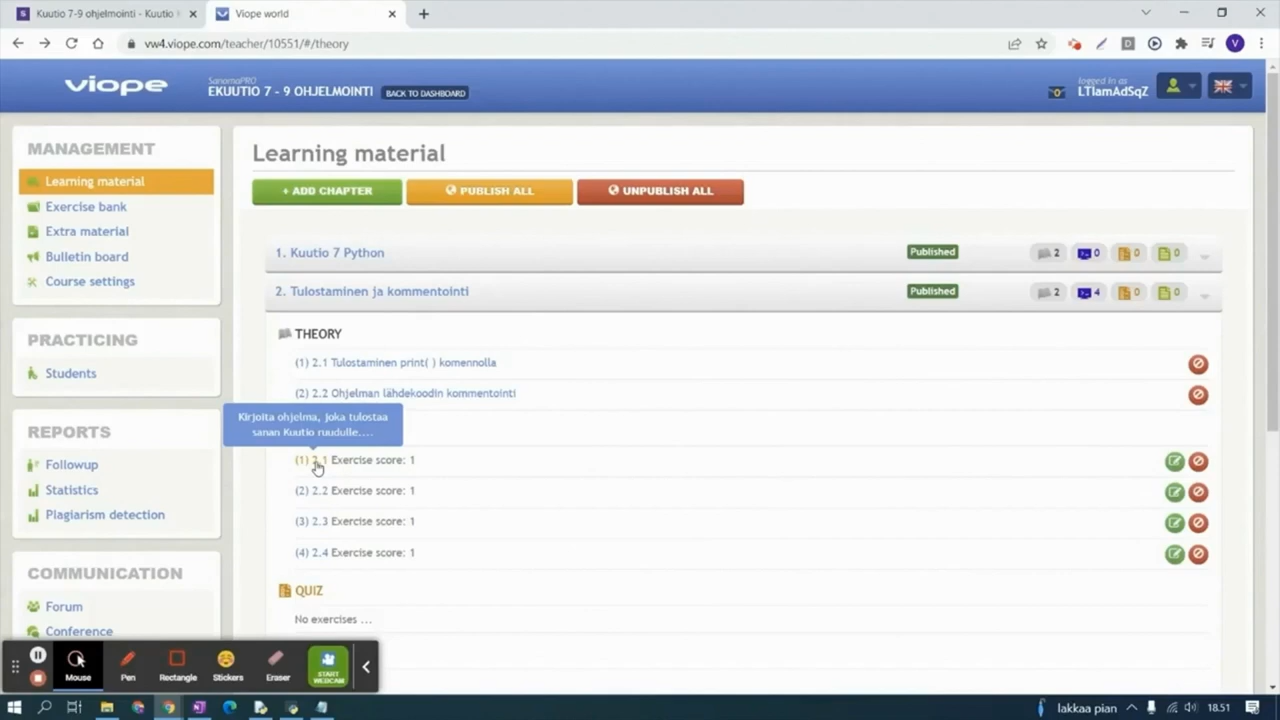 Kuutio 7-9 ohjelmointi - Kuutio
Viope world
vw4.viope.com/teacher/10551/#/theory
V
viope
SanomaPRO
EKUUTIO 7 - 9 OHJELMOINTI
BACK TO DASHBOARD
0
logged in as
LTIamAdSqZ
MANAGEMENT
Learning material
Exercise bank
Extra material
Bulletin board
Course settings
PRACTICING
Students
REPORTS
Followup
Statistics
Plagiarism detection
COMMUNICATION
Forum
Conference
Learning material
+ ADD CHAPTER
PUBLISH ALL
UNPUBLISH ALL
1. Kuutio 7 Python Published 2 0 0 0
2. Tulostaminen ja kommentointi Published 2 4 0 0
THEORY
(1) 2.1 Tulostaminen print( ) komennolla
(2) 2.2 Ohjelman lähdekoodin kommentointi
Kirjoita ohjelma, joka tulostaa
sanan Kuutio ruudulle....
(1) 2.1 Exercise score: 1
(2) 2.2 Exercise score: 1
(3) 2.3 Exercise score: 1
(4) 2.4 Exercise score: 1
QUIZ
No exercises ...
Mouse
Pen
Rectangle
Stickers
Eraser
START
WEBCAM
lakkaa pian
18.51